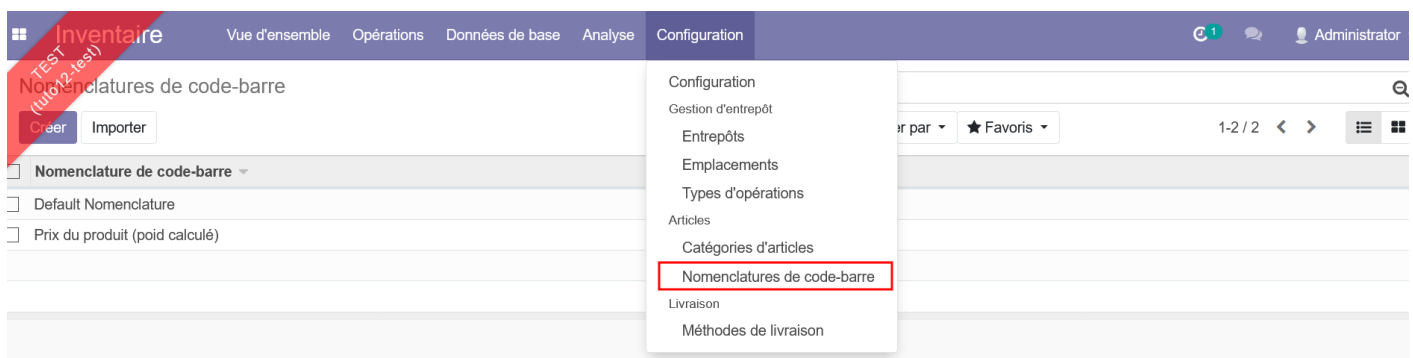 Inventaire Vue d'ensemble Opérations Données de base Analyse Configuration 1 Administrator
TEST
(tuto12-test)
Nomenclatures de code-barre
Créer Importer er par Favoris 1-2 / 2
Nomenclature de code-barre
Default Nomenclature
Prix du produit (poid calculé)
Configuration
Gestion d'entrepôt
Entrepôts
Emplacements
Types d'opérations
Articles
Catégories d'articles
Nomenclatures de code-barre
Livraison
Méthodes de livraison